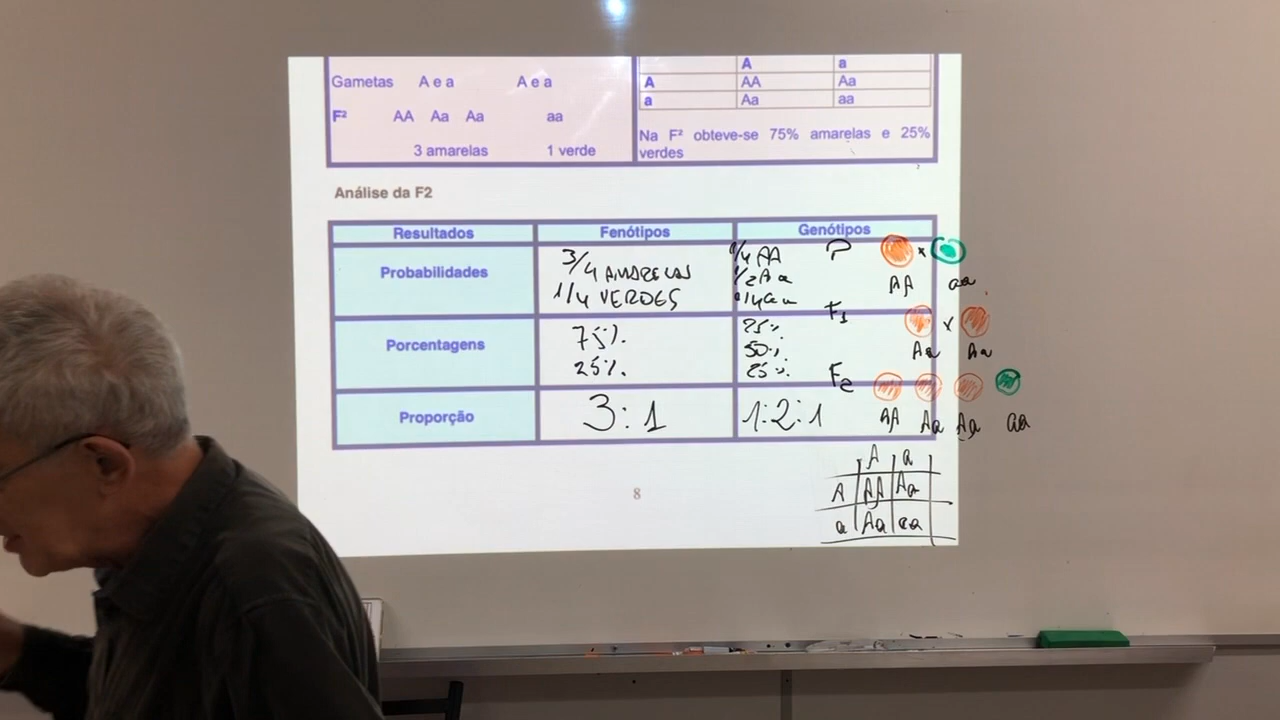 Gametas A e a A e a
F² AA Aa Aa aa
3 amarelas 1 verde
A a
A AA Aa
a Aa aa
Na F² obteve-se 75% amarelas e 25%
verdes
Análise da F2
Resultados Fenótipos Genótipos
Probabilidades
3/4 AMARELAS
1/4 VERDES
1/4 AA
1/2 Aa
1/4 aa
Porcentagens
75%.
25%.
25%
50%
25%
Proporção 3:1 1:2:1
8
P x
AA aa
F1 x
Aa Aa
F2
AA Aa Aa aa
A a
A AA Aa
a Aa aa